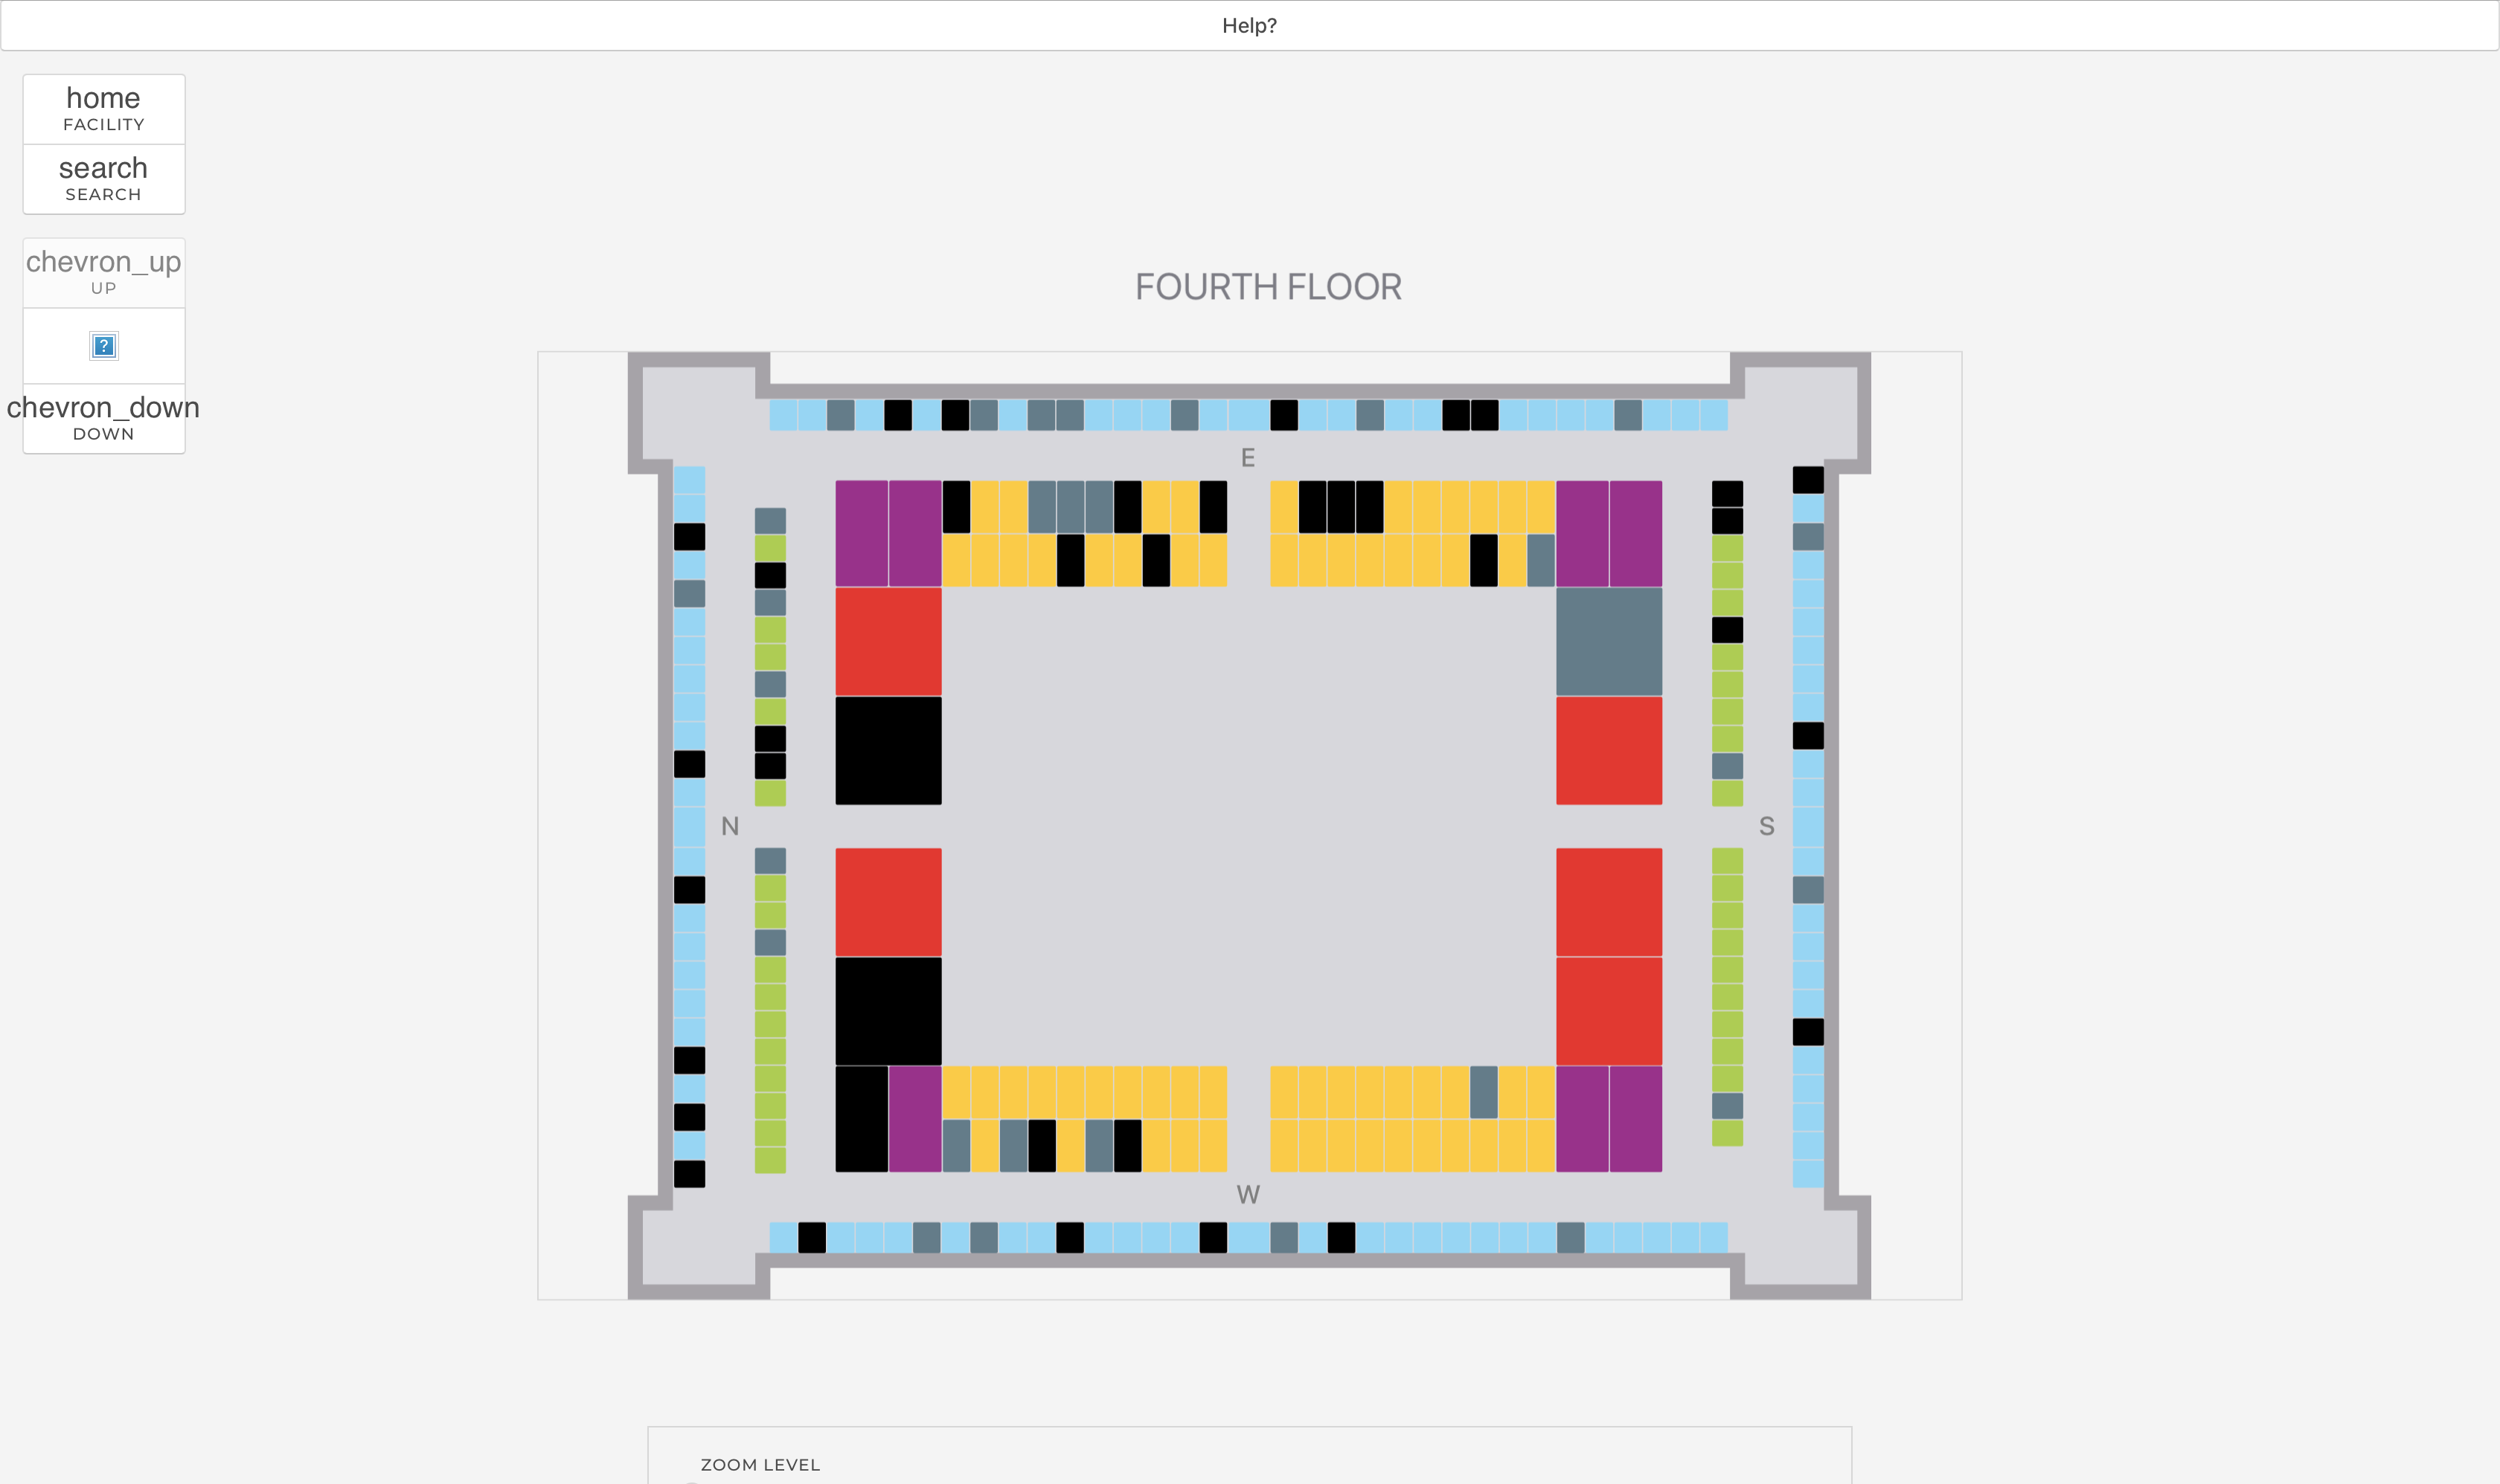 Help?
home
FACILITY
search
SEARCH
chevron_up
UP
?
chevron_down
DOWN
FOURTH FLOOR
E
N
S
W
ZOOM LEVEL